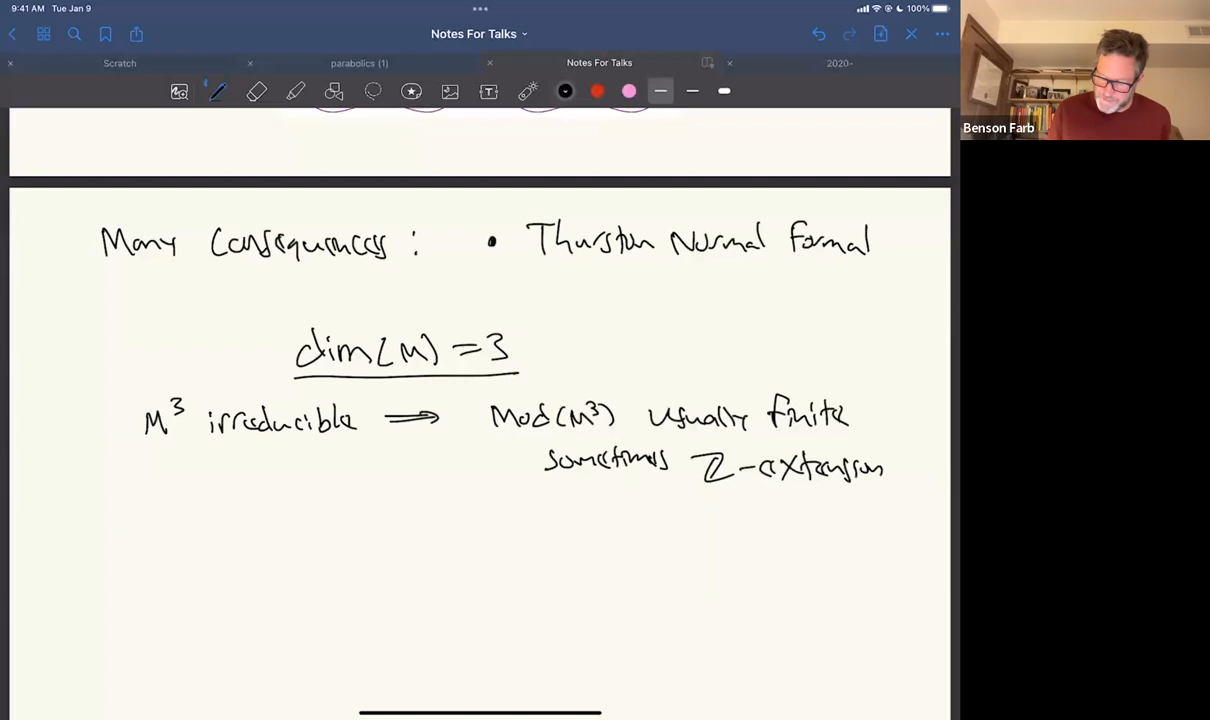 9:41 AM Tue Jan 9
100%
Notes For Talks
Scratch
parabolics (1)
Notes For Talks
2020-
Benson Farb
Many Consequences : • Thurston Normal Formal
dim(M) = 3
M³ irreducible ⟹ Mod(M³) usually finite
sometimes ℤ-extension